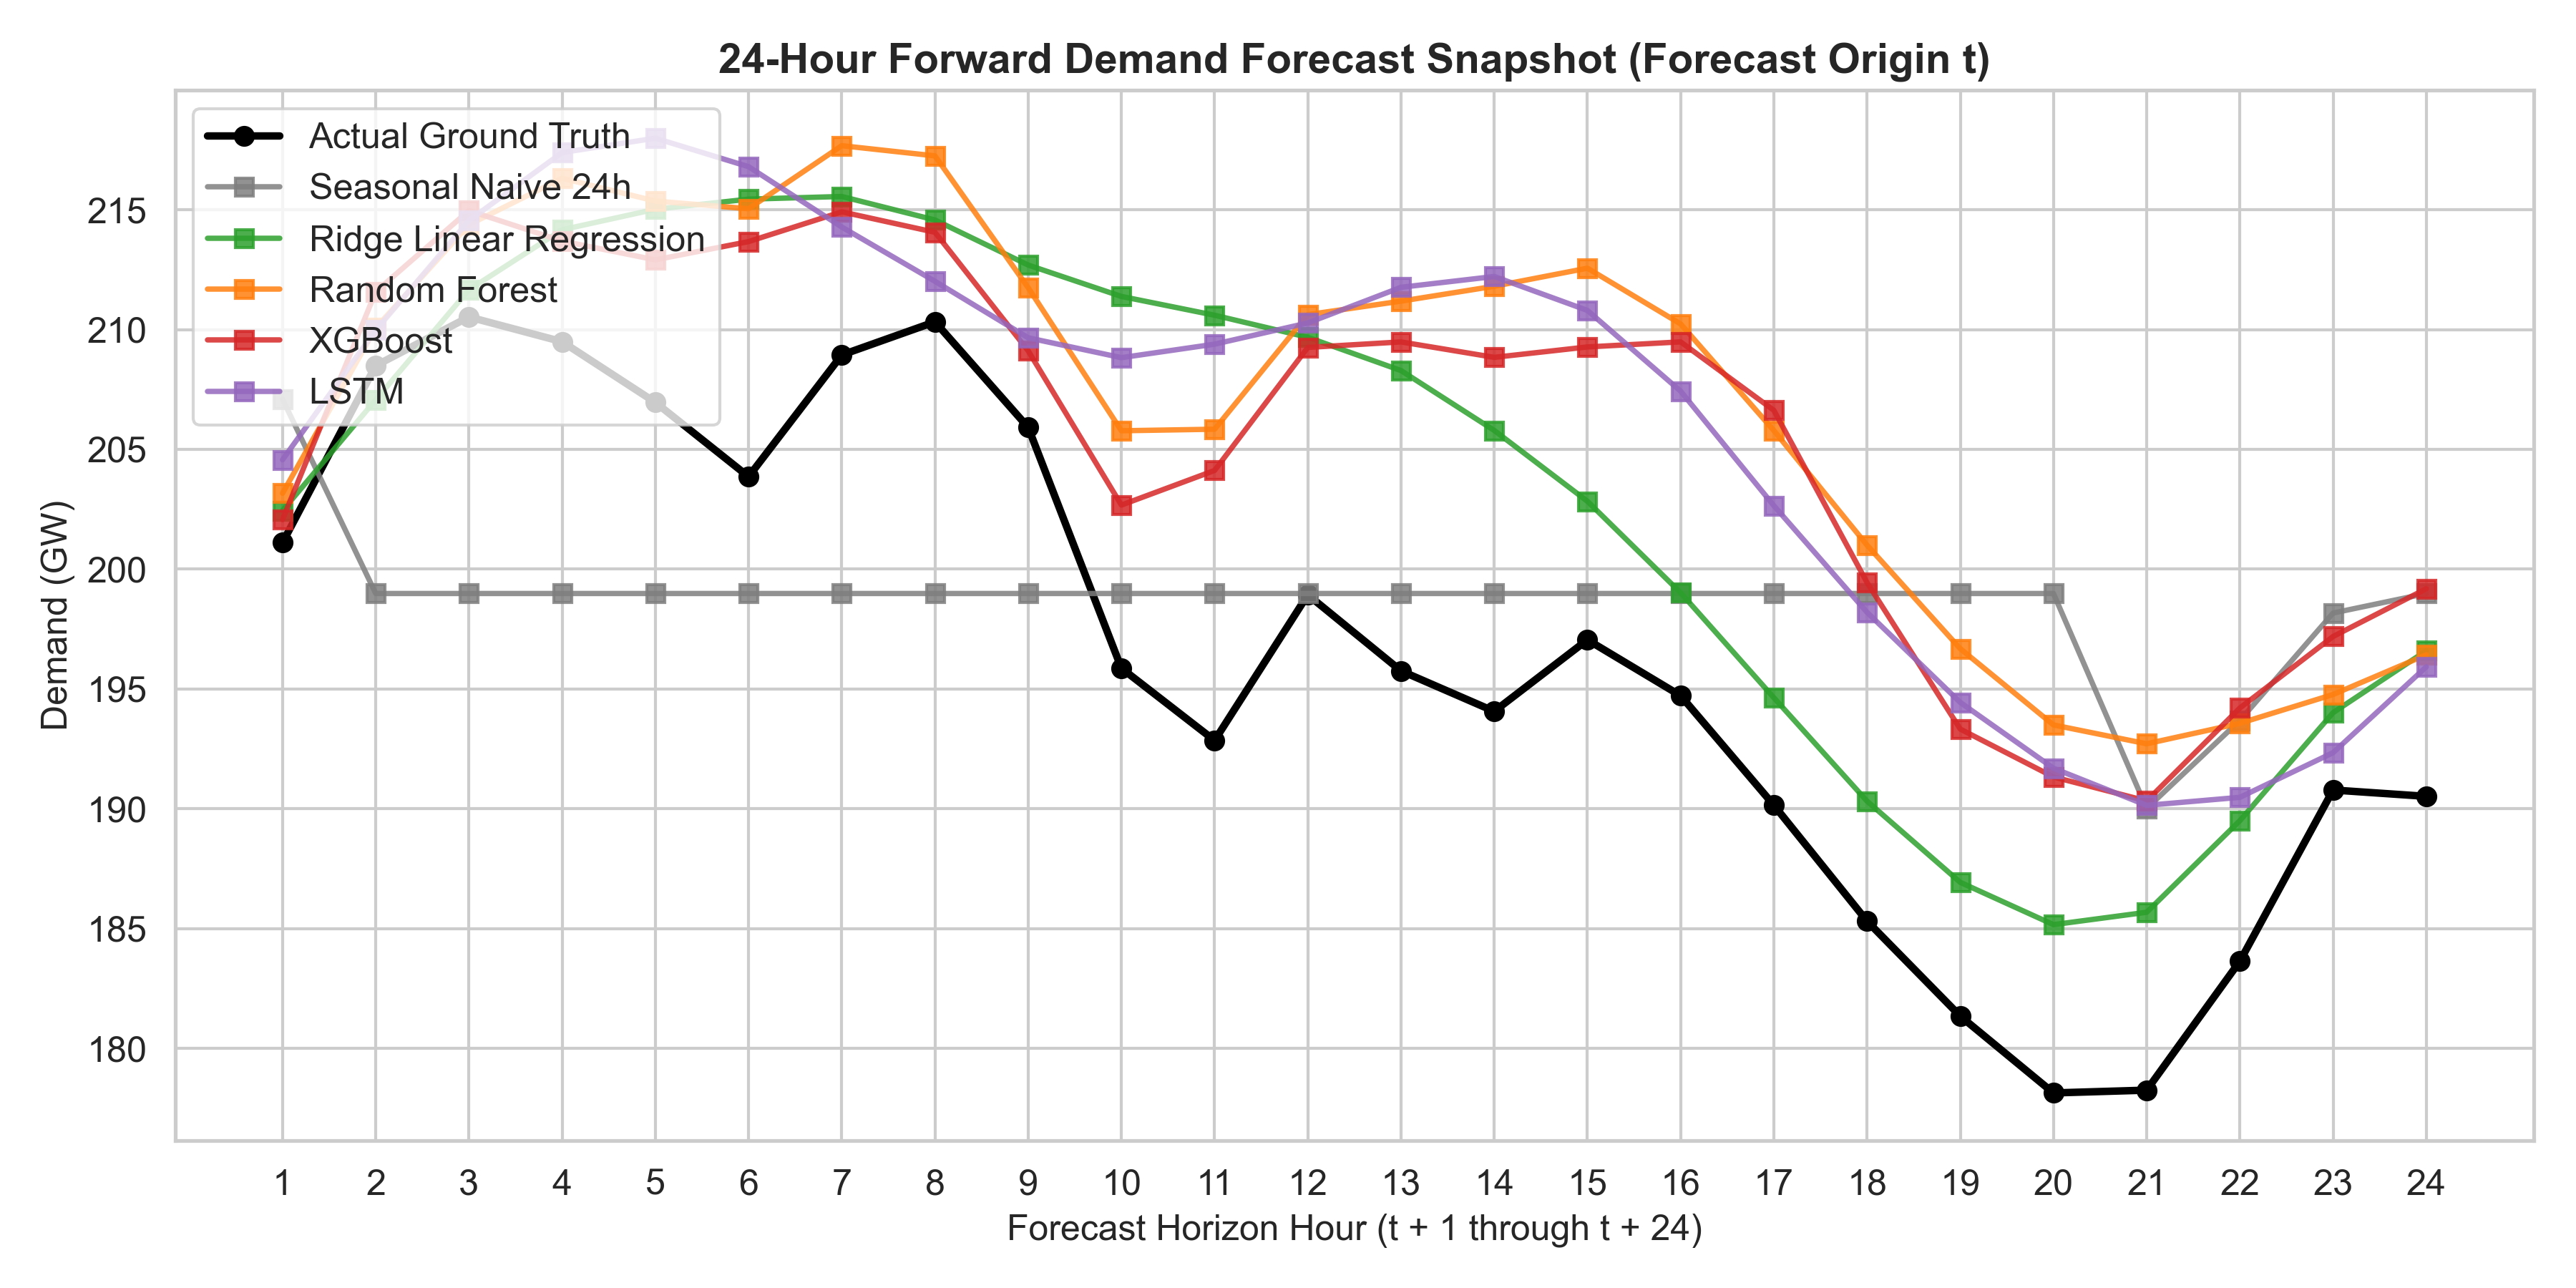 24-Hour Forward Demand Forecast Snapshot (Forecast Origin t)
Actual Ground Truth
Seasonal Naive 24h
Ridge Linear Regression
Random Forest
XGBoost
LSTM
Demand (GW)
215
210
205
200
195
190
185
180
1 2 3 4 5 6 7 8 9 10 11 12 13 14 15 16 17 18 19 20 21 22 23 24
Forecast Horizon Hour (t + 1 through t + 24)